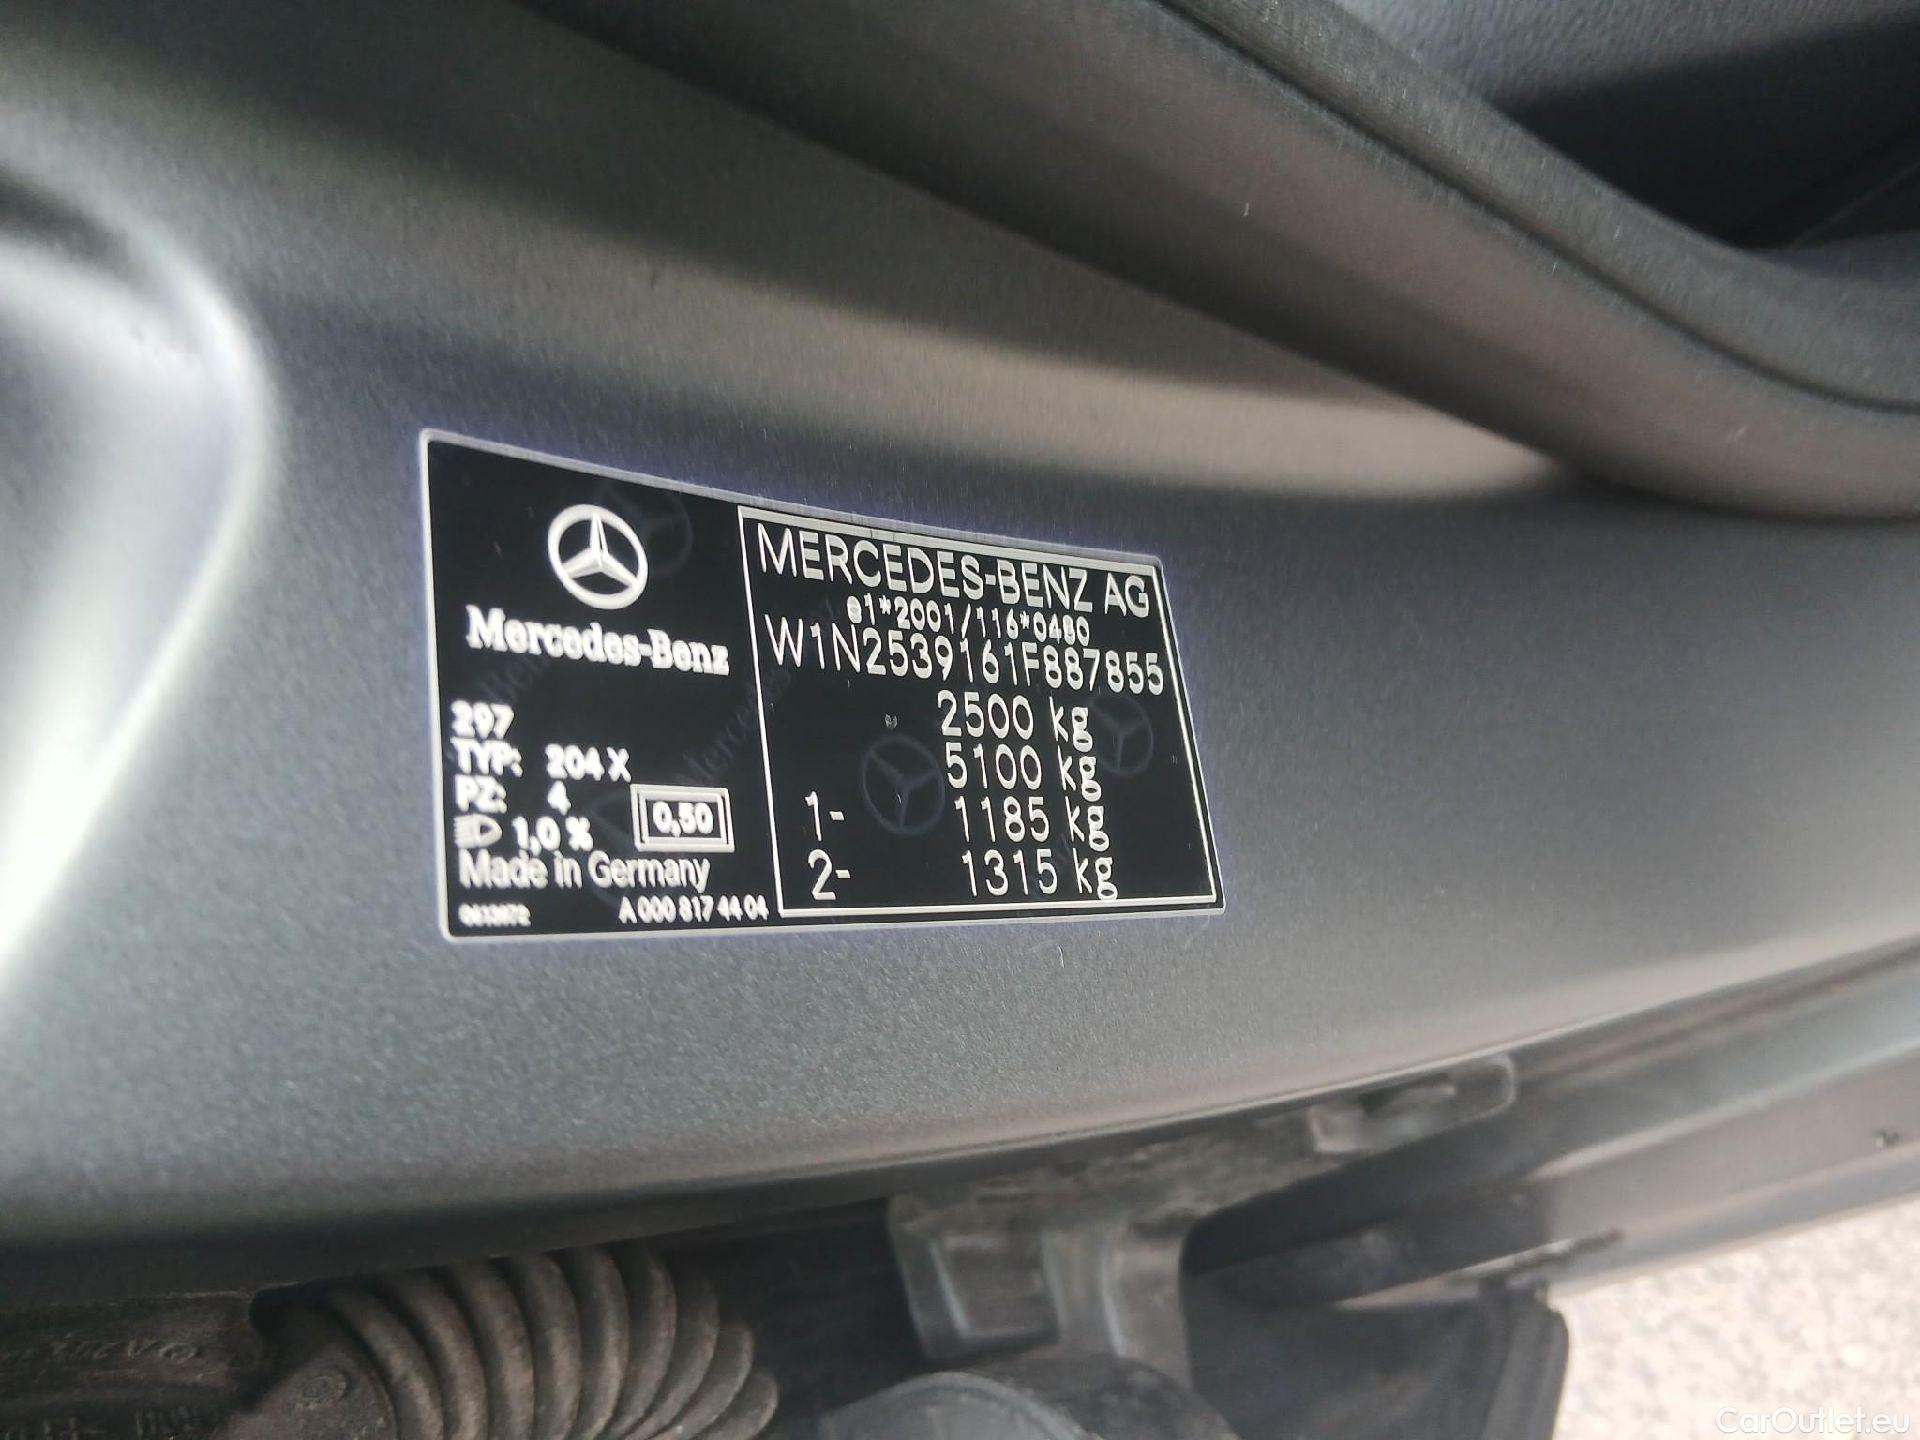 Mercedes-Benz
297
TYP: 204 X
PZ: 4
1,0 %
0,50
Made in Germany
A 000 817 44 04
MERCEDES-BENZ AG
e1*2001/116*0480
W1N2539161F887855
2500 kg
5100 kg
1- 1185 kg
2- 1315 kg
CarOutlet.eu